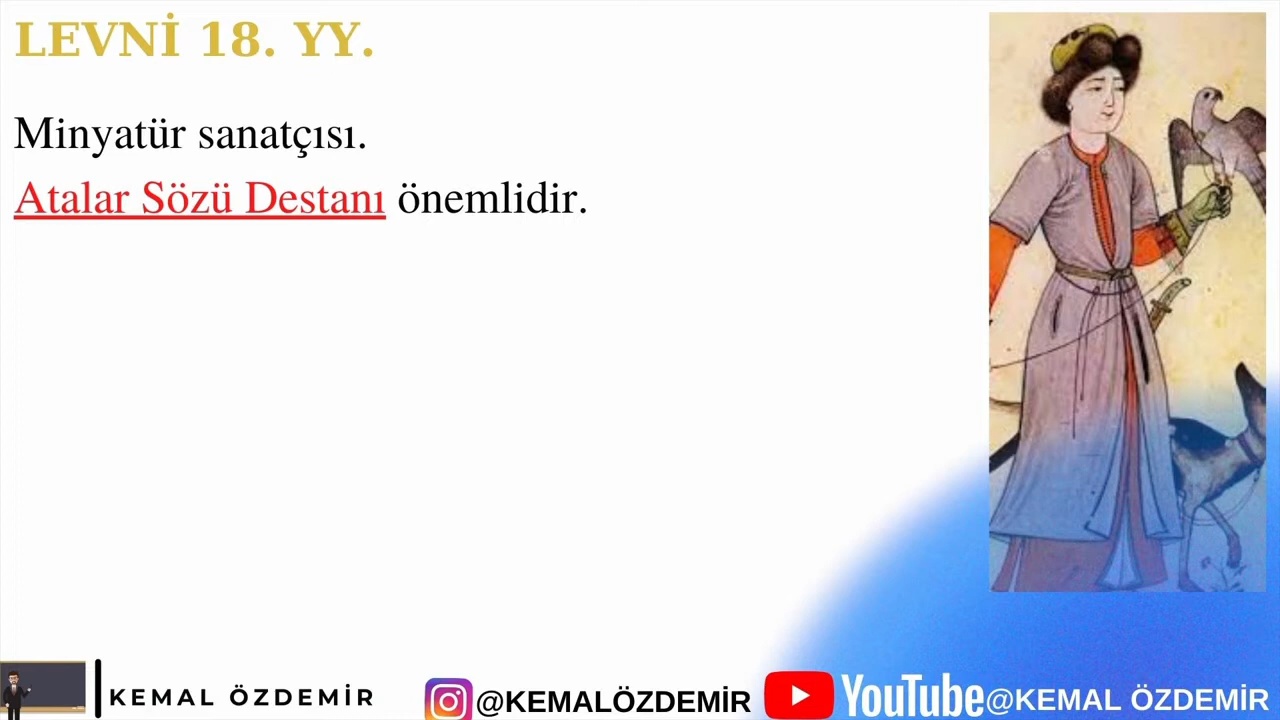 LEVNİ 18. YY.
Minyatür sanatçısı.
Atalar Sözü Destanı önemlidir.
KEMAL ÖZDEMİR
@KEMALÖZDEMİR
YouTube@KEMAL ÖZDEMİR